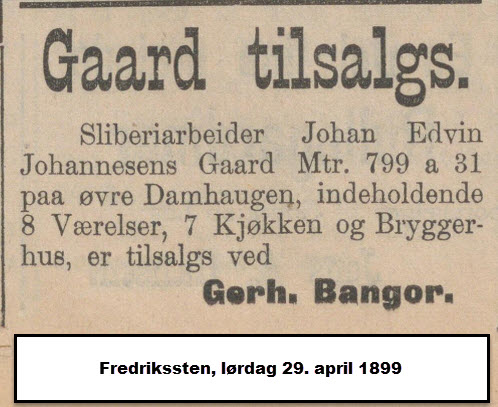 Gaard tilsalgs.
Sliberiarbeider Johan Edvin
Johannesens Gaard Mtr. 799 a 31
paa øvre Damhaugen, indeholdende
8 Værelser, 7 Kjøkken og Brygger-
hus, er tilsalgs ved
Gerh. Bangor.
Fredrikssten, lørdag 29. april 1899